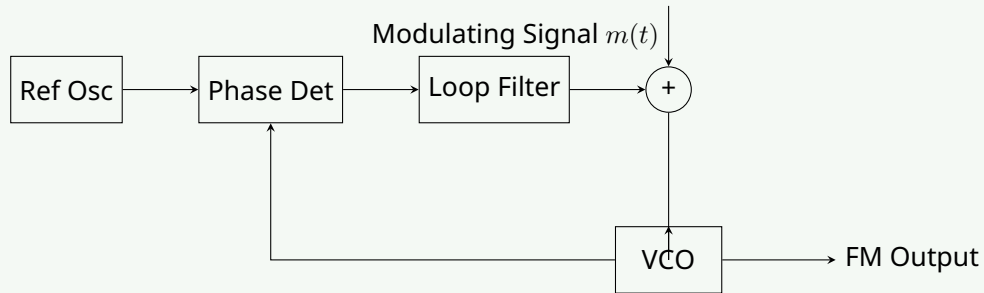 Modulating Signal m(t)
Ref Osc
Phase Det
Loop Filter
+
VCO
FM Output